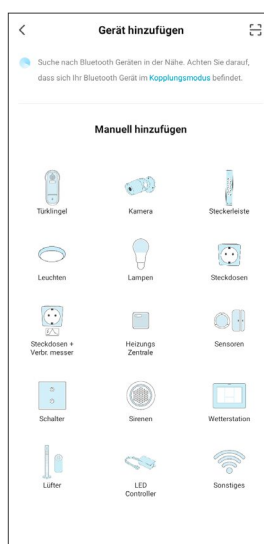 Gerät hinzufügen
Suche nach Bluetooth Geräten in der Nähe. Achten Sie darauf,
dass sich Ihr Bluetooth Gerät im Kopplungsmodus befindet.
Manuell hinzufügen
Türklingel
Kamera
Steckerleiste
Leuchten
Lampen
Steckdosen
Steckdosen +
Verbr. messer
Heizungs
Zentrale
Sensoren
Schalter
Sirenen
Wetterstation
Lüfter
LED
Controller
Sonstiges